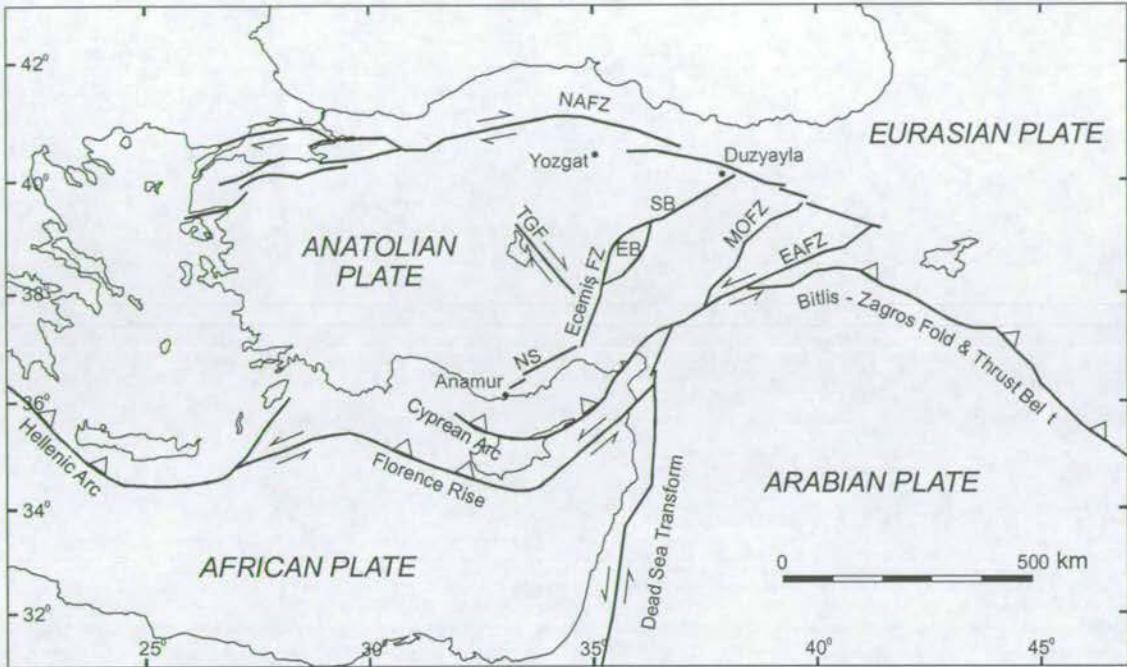 42°
40°
38°
36°
34°
32°
25°
30°
35°
40°
45°
NAFZ
EURASIAN PLATE
Yozgat
Duzyayla
SB
TGF
ANATOLIAN
PLATE
EB
MOFZ
EAFZ
Ecemiş FZ
Bitlis - Zagros Fold & Thrust Bel t
NS
Anamur
Cyprean Arc
Hellenic Arc
Florence Rise
ARABIAN PLATE
AFRICAN PLATE
Dead Sea Transform
0 500 km